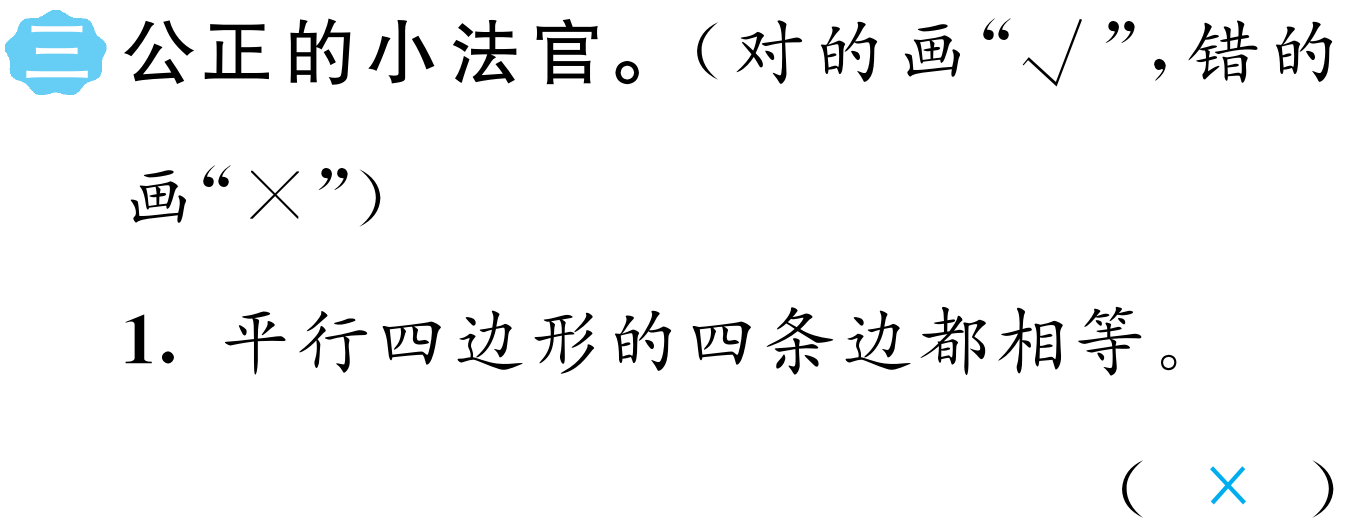 三 公正的小法官。(对的画“√”,错的
画“×”)
1. 平行四边形的四条边都相等。
( × )